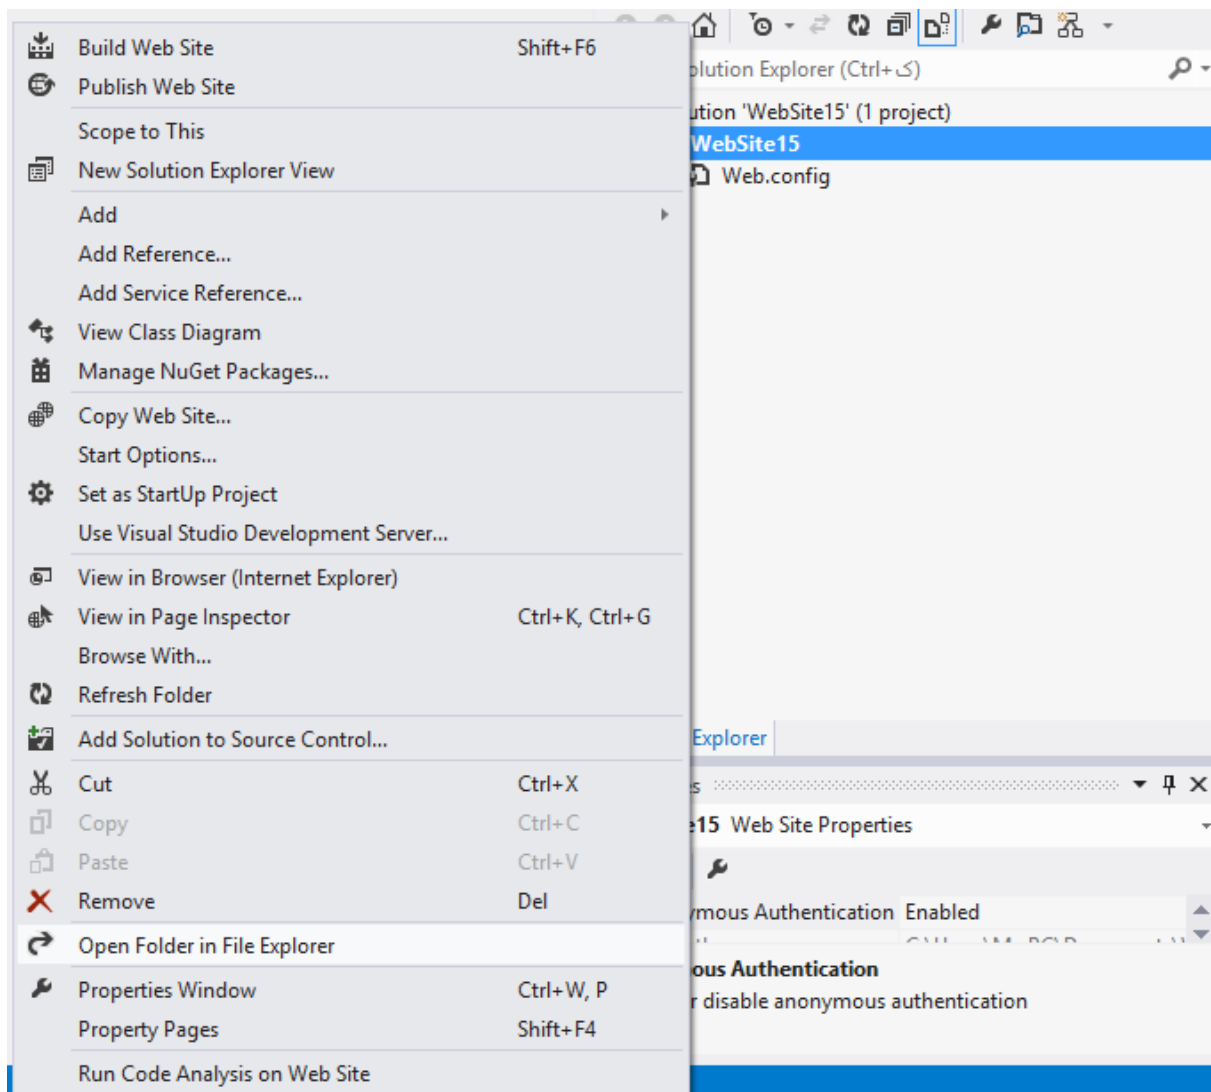 Build Web Site Shift+F6
Publish Web Site
Scope to This
New Solution Explorer View
Add
Add Reference...
Add Service Reference...
View Class Diagram
Manage NuGet Packages...
Copy Web Site...
Start Options...
Set as StartUp Project
Use Visual Studio Development Server...
View in Browser (Internet Explorer)
View in Page Inspector Ctrl+K, Ctrl+G
Browse With...
Refresh Folder
Add Solution to Source Control...
Cut Ctrl+X
Copy Ctrl+C
Paste Ctrl+V
Remove Del
Open Folder in File Explorer
Properties Window Ctrl+W, P
Property Pages Shift+F4
Run Code Analysis on Web Site
olution Explorer (Ctrl+ک)
ution 'WebSite15' (1 project)
WebSite15
Web.config
Explorer
es
e15 Web Site Properties
ymous Authentication Enabled
ous Authentication
r disable anonymous authentication